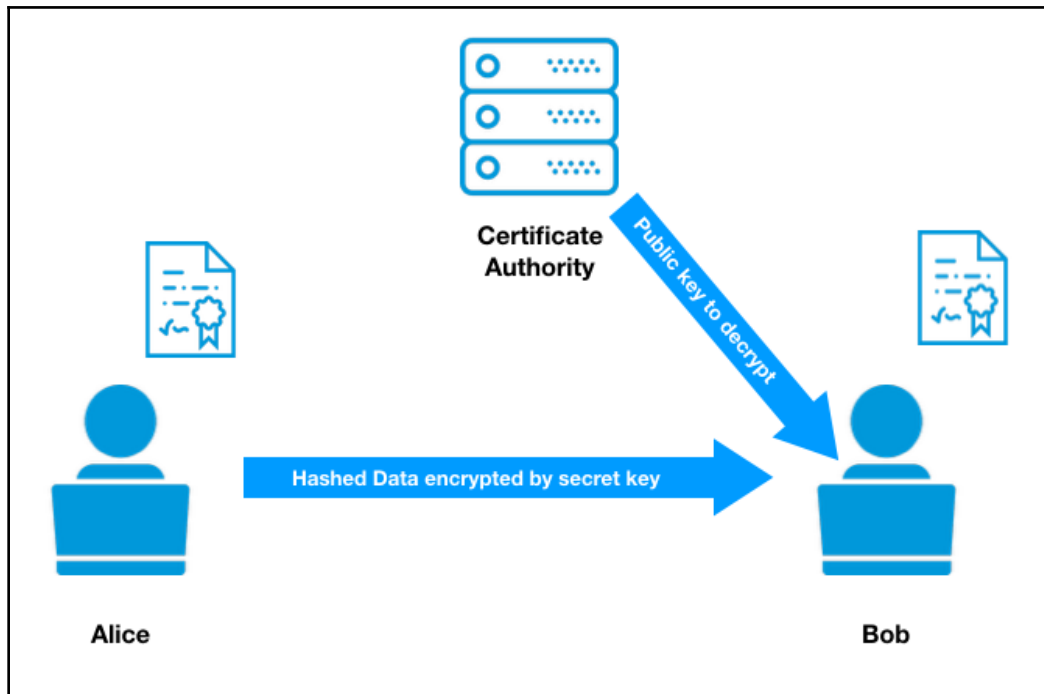 Certificate
Authority
Public key to decrypt
Hashed Data encrypted by secret key
Alice
Bob